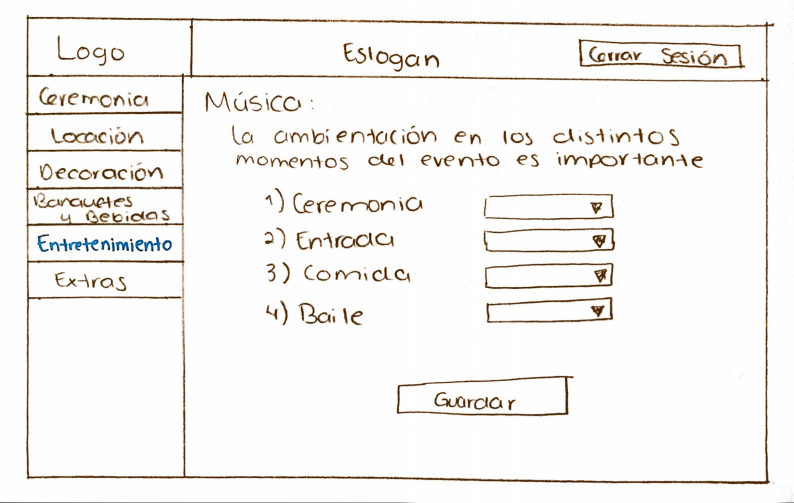 Logo
Eslogan
Cerrar Sesión
Ceremonia
Locación
Decoración
Banquetes
y Bebidas
Entretenimiento
Extras
Música:
La ambientación en los distintos
momentos del evento es importante
1) Ceremonia
2) Entrada
3) Comida
4) Baile
Guardar